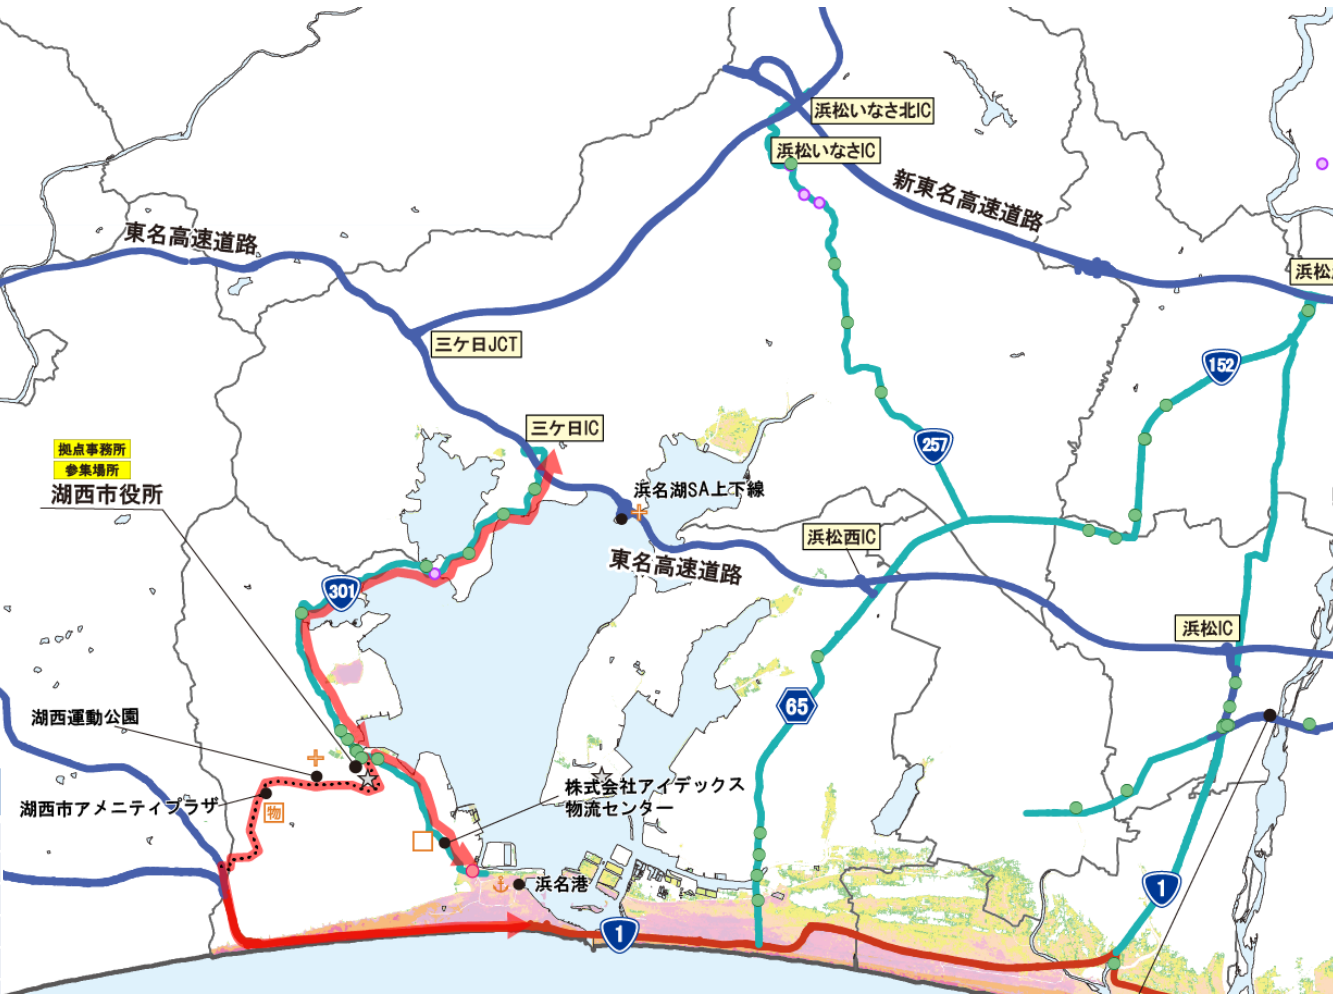 浜松いなさ北IC
浜松いなさIC
新東名高速道路
東名高速道路
浜松
三ケ日JCT
152
三ケ日IC
257
拠点事務所
参集場所
湖西市役所
浜名湖SA上下線
浜松西IC
東名高速道路
301
浜松IC
65
湖西運動公園
株式会社アイデックス
物流センター
湖西市アメニティプラザ
物
浜名港
1
1